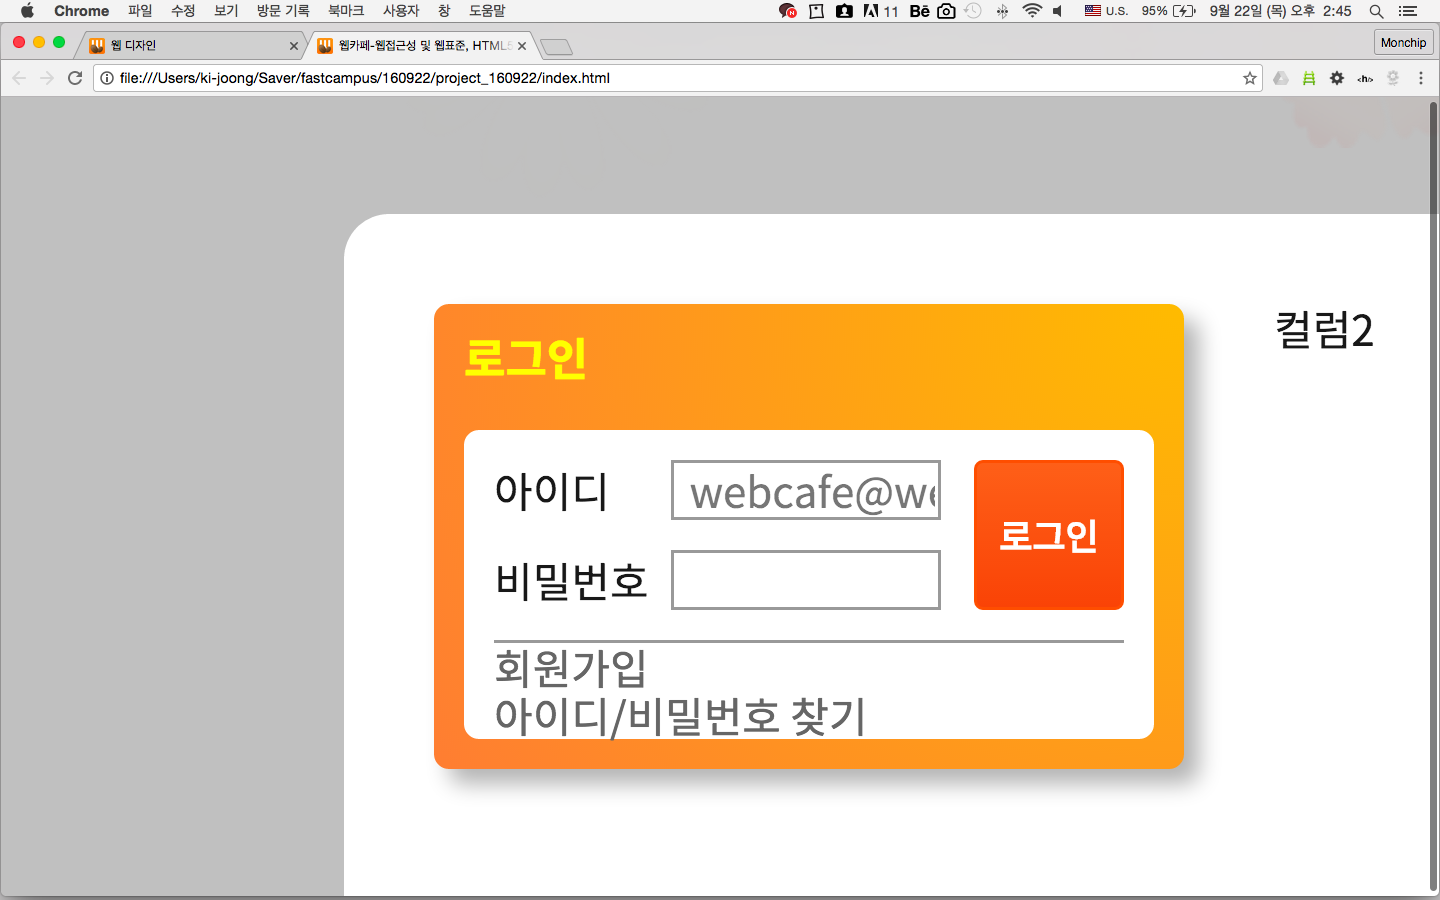 Chrome 파일 수정 보기 방문 기록 북마크 사용자 창 도움말 11 Bē U.S. 95% 9월 22일 (목) 오후 2:45
웹 디자인 웹카페-웹접근성 및 웹표준, HTML5 Monchip
file:///Users/ki-joong/Saver/fastcampus/160922/project_160922/index.html <h/>
컬럼2
로그인
아이디 webcafe@we
로그인
비밀번호
회원가입
아이디/비밀번호 찾기